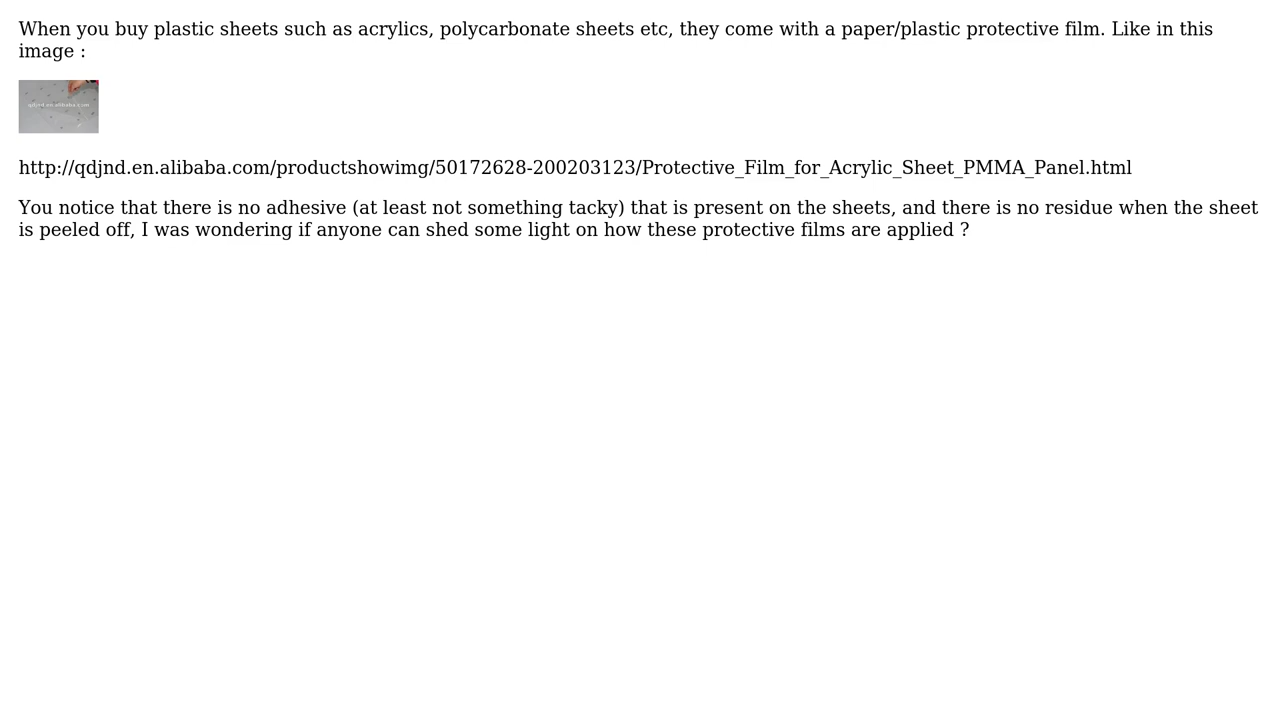 When you buy plastic sheets such as acrylics, polycarbonate sheets etc, they come with a paper/plastic protective film. Like in this
image :
qdjnd.en.alibaba.com
http://qdjnd.en.alibaba.com/productshowimg/50172628-200203123/Protective_Film_for_Acrylic_Sheet_PMMA_Panel.html
You notice that there is no adhesive (at least not something tacky) that is present on the sheets, and there is no residue when the sheet
is peeled off, I was wondering if anyone can shed some light on how these protective films are applied ?